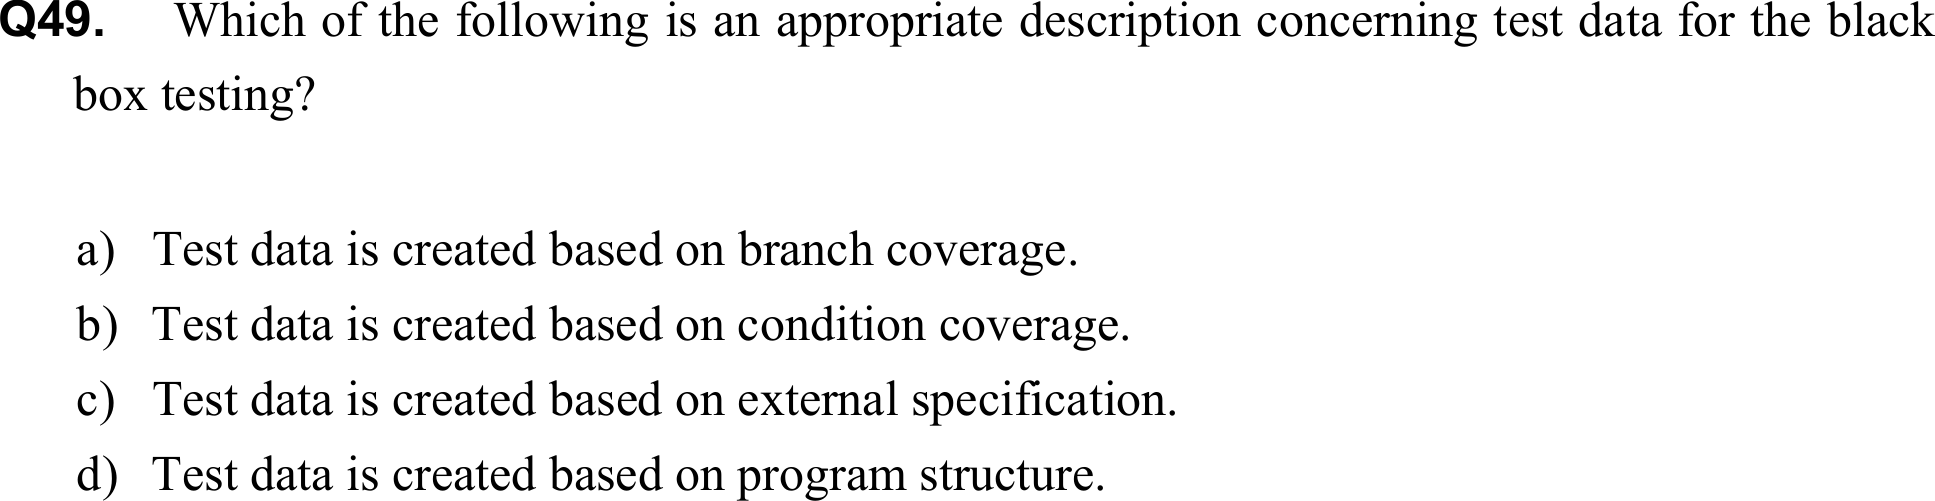 Q49. Which of the following is an appropriate description concerning test data for the black
box testing?
a) Test data is created based on branch coverage.
b) Test data is created based on condition coverage.
c) Test data is created based on external specification.
d) Test data is created based on program structure.